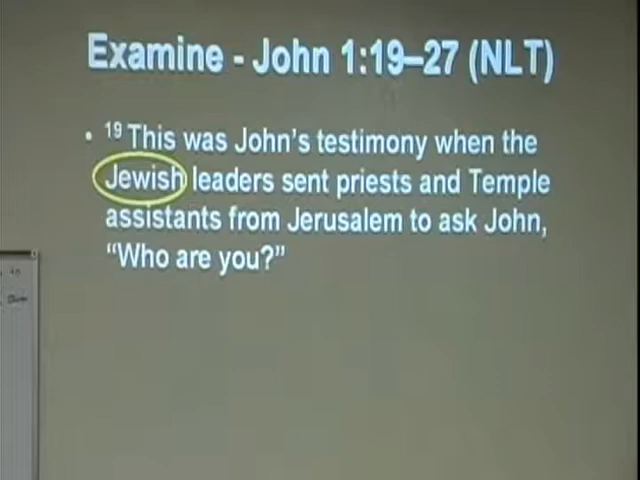 Examine - John 1:19–27 (NLT)
• 19 This was John's testimony when the
Jewish leaders sent priests and Temple
assistants from Jerusalem to ask John,
“Who are you?”